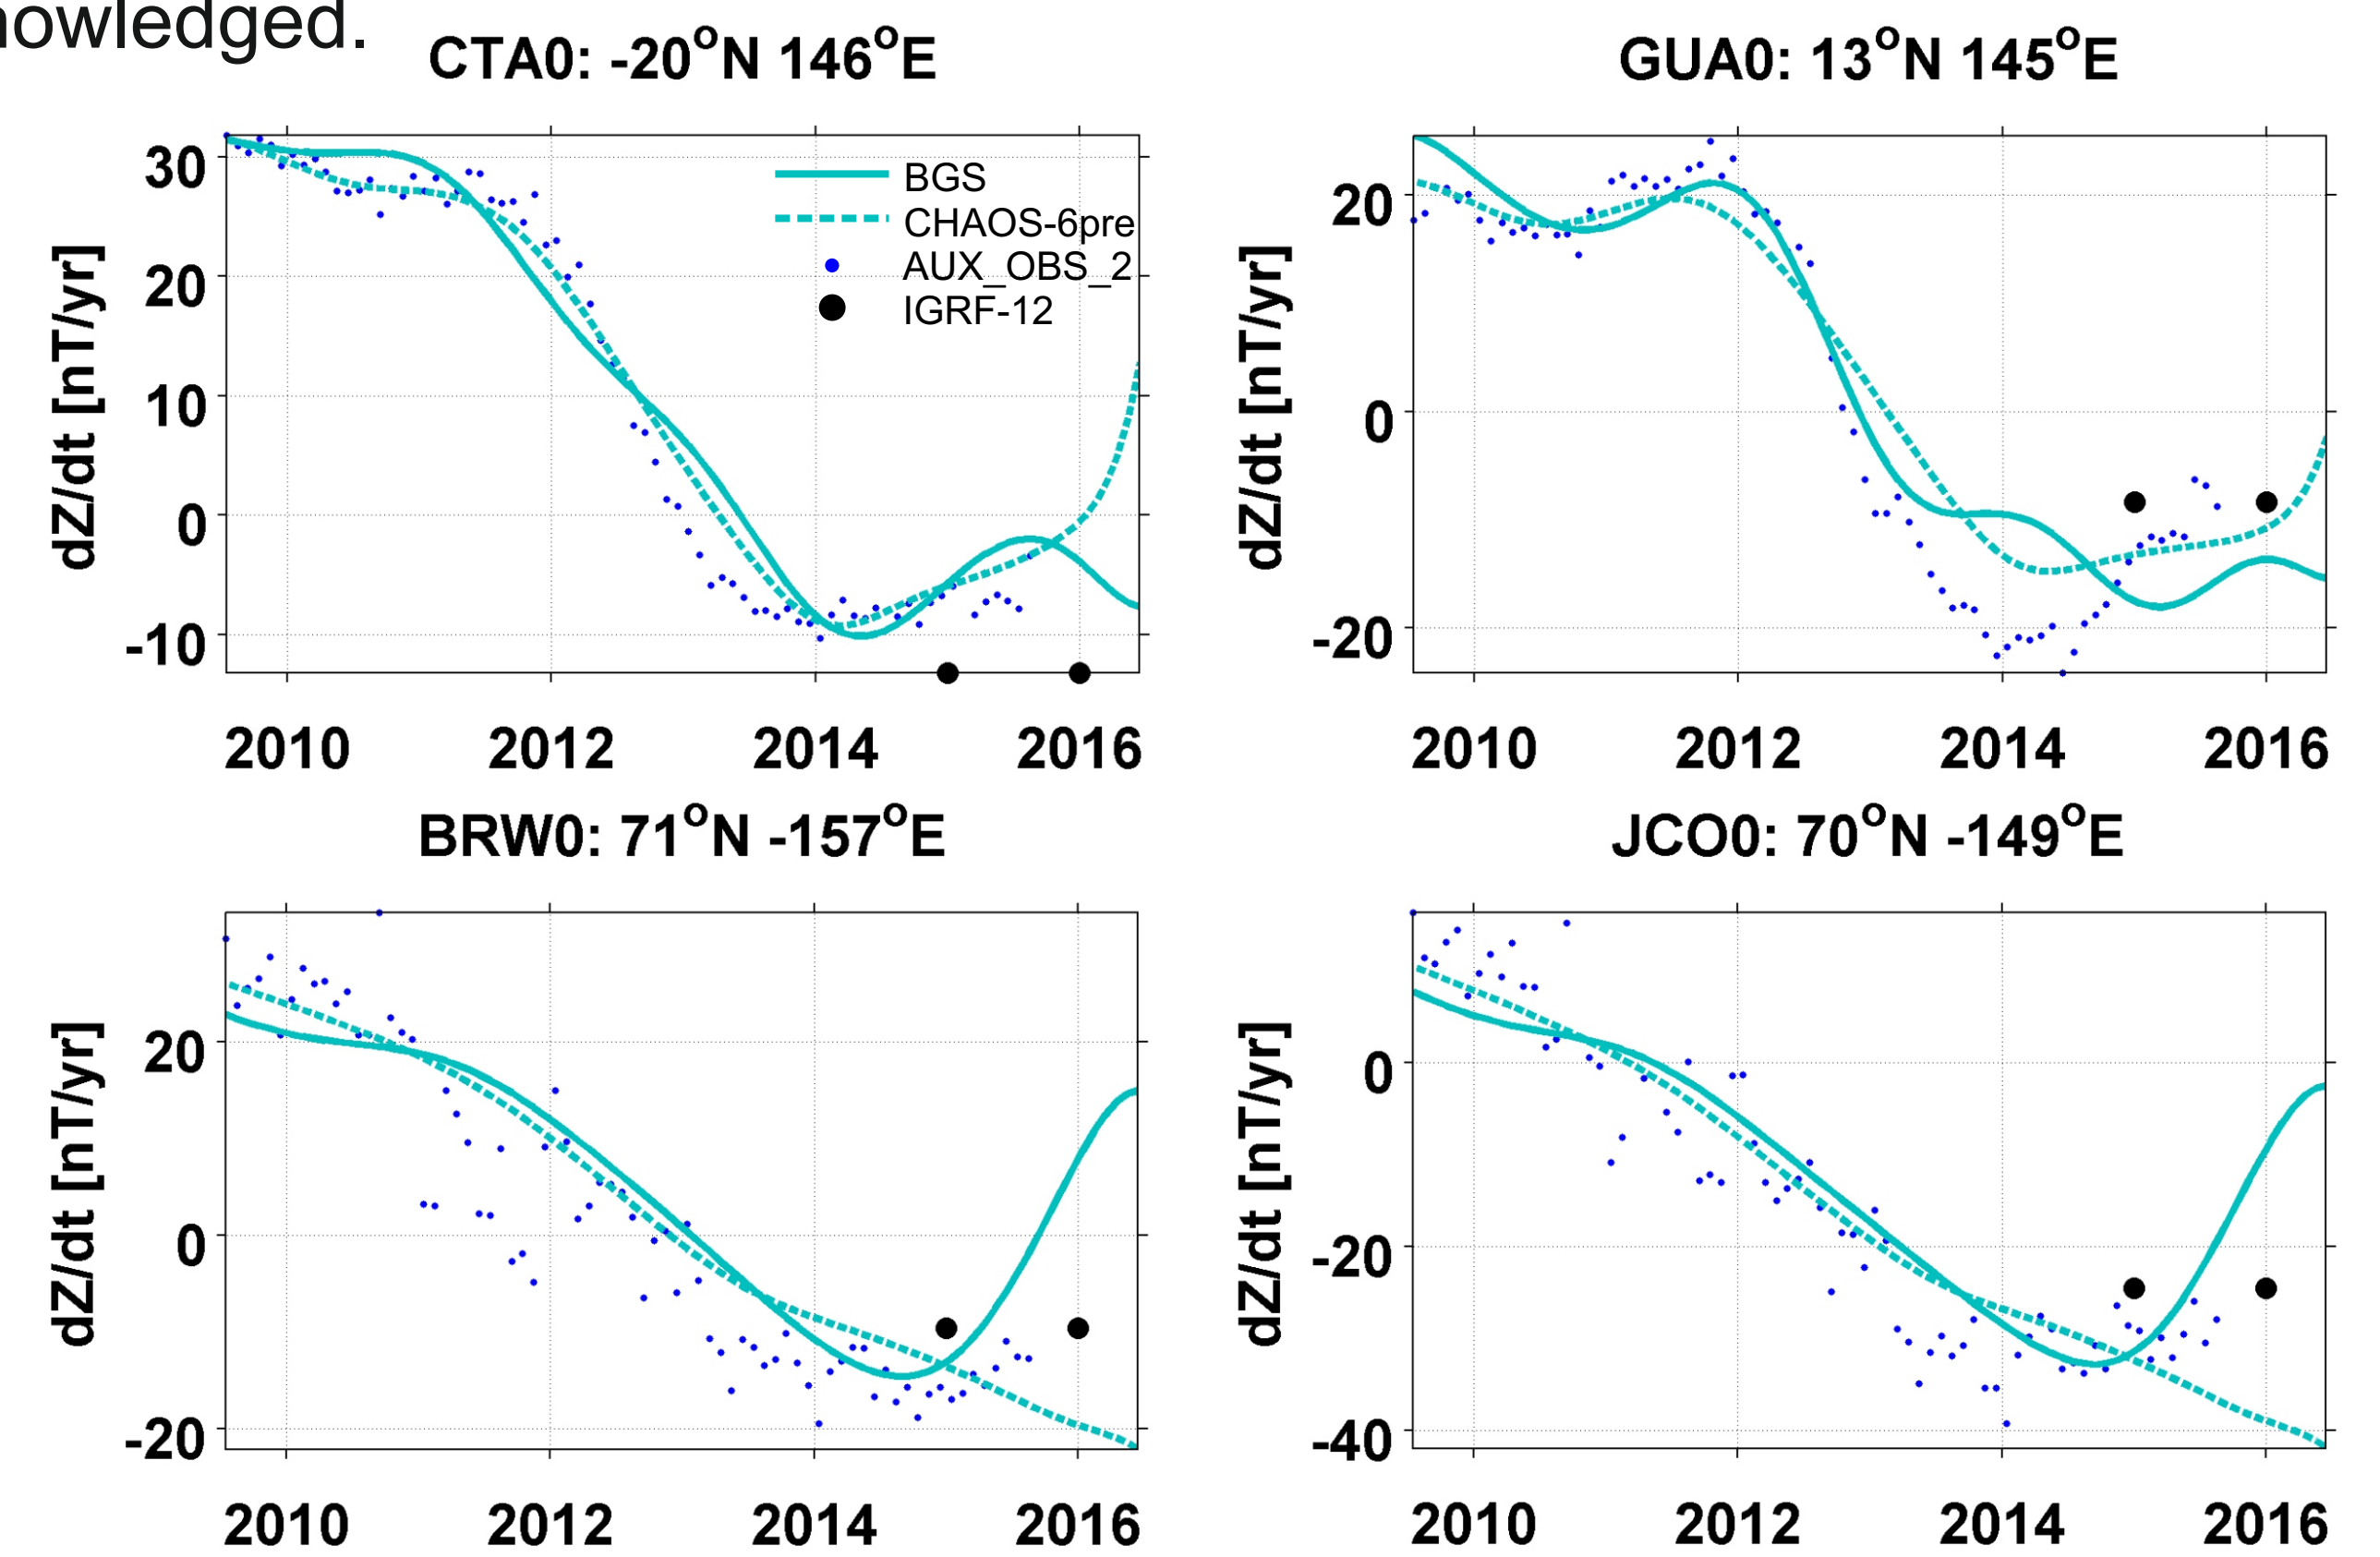 nowledged.
CTA0: -20°N 146°E
GUA0: 13°N 145°E
dZ/dt [nT/yr]
30
20
10
0
-10
BGS
CHAOS-6pre
AUX_OBS_2
IGRF-12
2010 2012 2014 2016
dZ/dt [nT/yr]
20
0
-20
2010 2012 2014 2016
BRW0: 71°N -157°E
JCO0: 70°N -149°E
dZ/dt [nT/yr]
20
0
-20
2010 2012 2014 2016
dZ/dt [nT/yr]
0
-20
-40
2010 2012 2014 2016